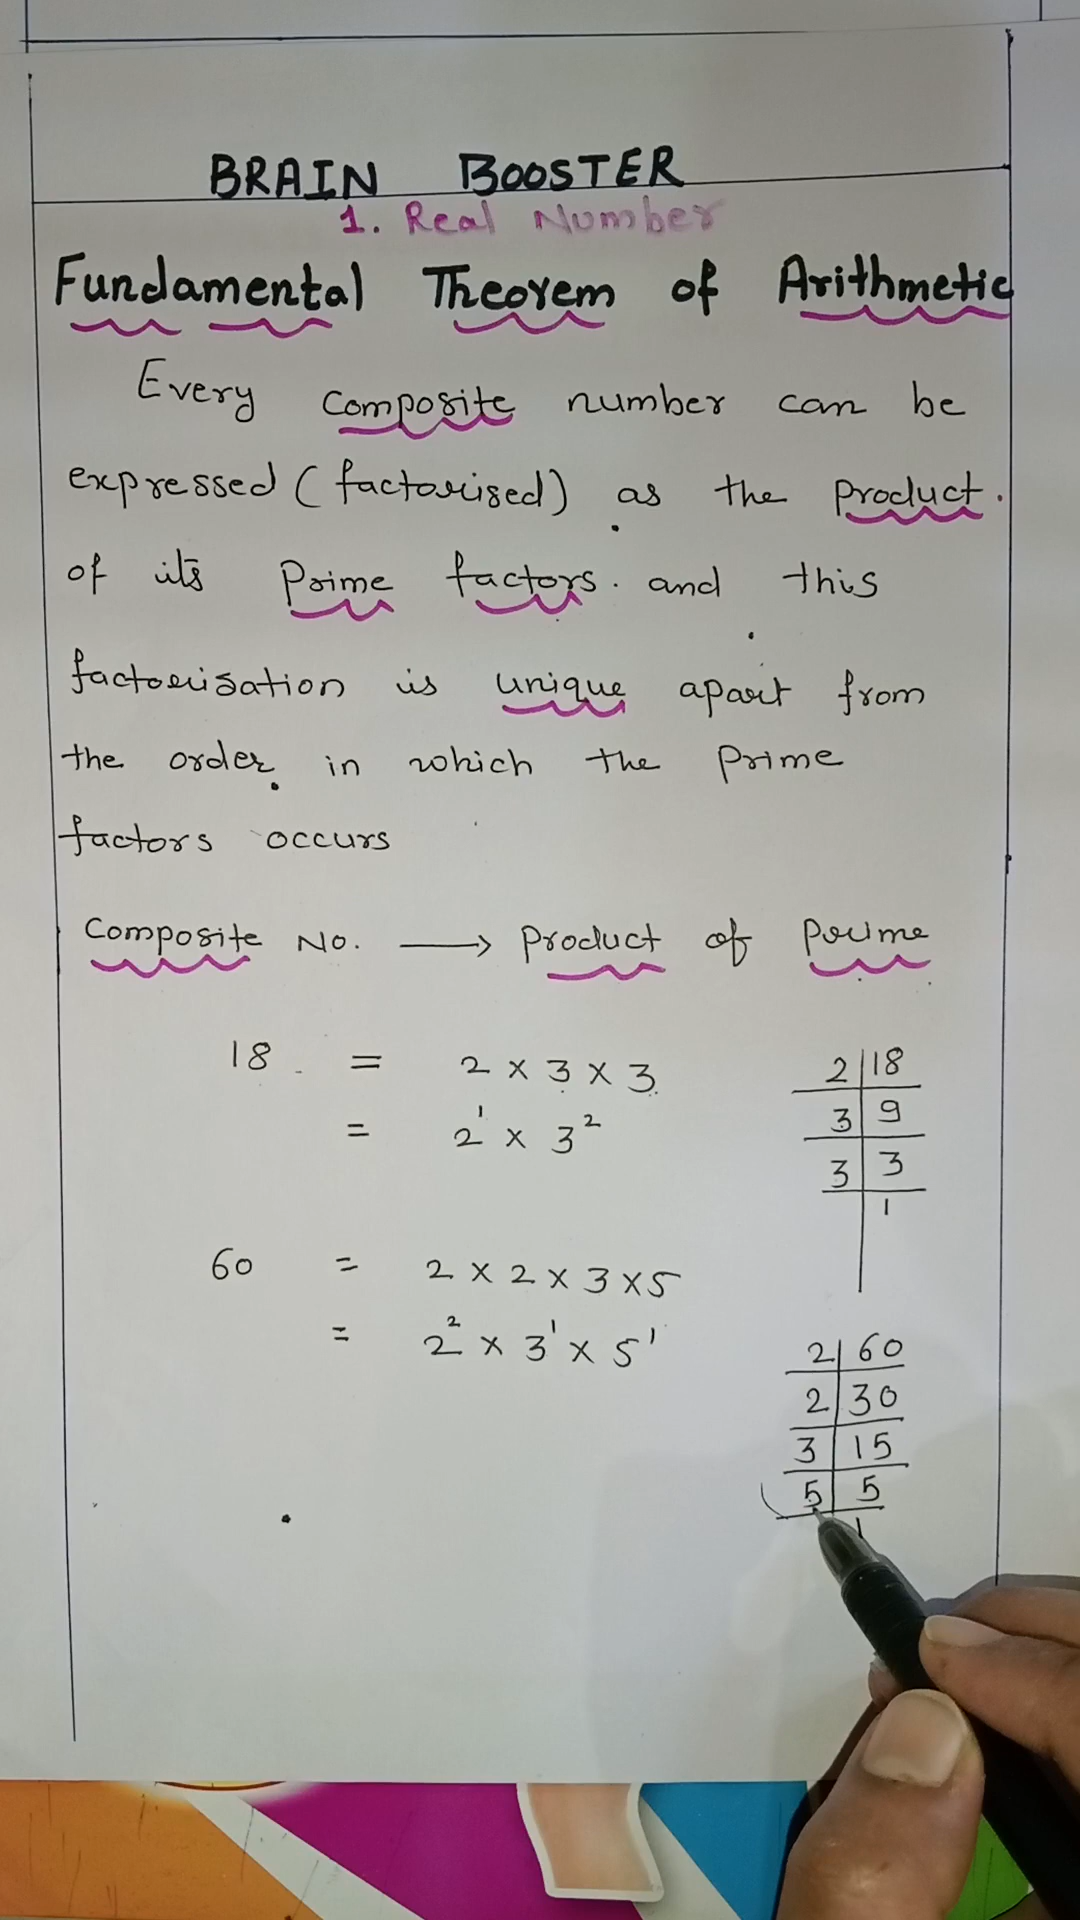 BRAIN BOOSTER
1. Real Number
Fundamental Theorem of Arithmetic
Every composite number can be
expressed (factorised) as the product.
of its Prime factors. and this
factorisation is unique apart from
the order in which the prime
factors occurs
Composite No. ⟶ Product of Prime
18 = 2 × 3 × 3
= 2¹ × 3²
2 | 18
3 | 9
3 | 3
1
60 = 2 × 2 × 3 × 5
= 2² × 3¹ × 5¹
2 | 60
2 | 30
3 | 15
5 | 5
1